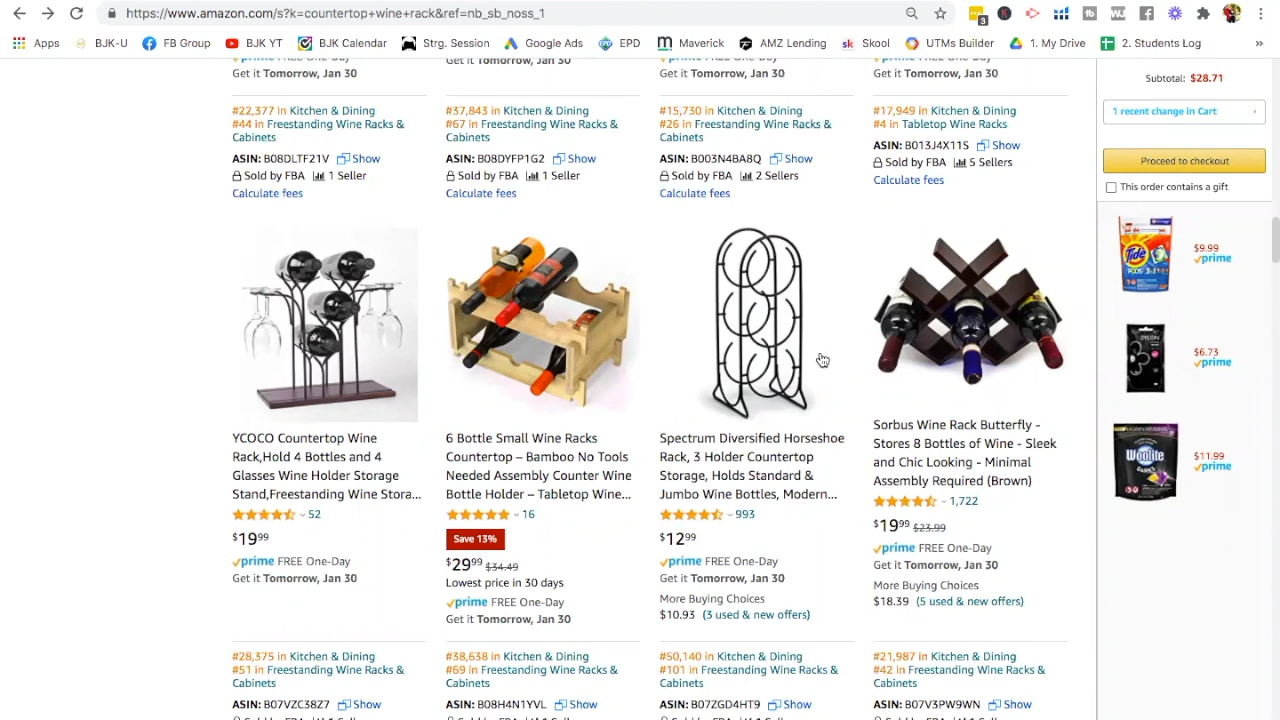 https://www.amazon.com/s?k=countertop+wine+rack&ref=nb_sb_noss_1
3
Apps BJK-U FB Group BJK YT BJK Calendar Strg. Session Google Ads EPD Maverick AMZ Lending sk Skool UTMs Builder 1. My Drive 2. Students Log »
Get it Tomorrow, Jan 30
Get it Tomorrow, Jan 30
Get it Tomorrow, Jan 30
Get it Tomorrow, Jan 30
#22,377 in Kitchen & Dining
#44 in Freestanding Wine Racks &
Cabinets
ASIN: B08DLTF21V Show
Sold by FBA 1 Seller
Calculate fees
#37,843 in Kitchen & Dining
#67 in Freestanding Wine Racks &
Cabinets
ASIN: B08DYFP1G2 Show
Sold by FBA 1 Seller
Calculate fees
#15,730 in Kitchen & Dining
#26 in Freestanding Wine Racks &
Cabinets
ASIN: B003N4BA8Q Show
Sold by FBA 2 Sellers
Calculate fees
#17,949 in Kitchen & Dining
#4 in Tabletop Wine Racks
ASIN: B013J4X11S Show
Sold by FBA 5 Sellers
Calculate fees
YCOCO Countertop Wine
Rack,Hold 4 Bottles and 4
Glasses Wine Holder Storage
Stand,Freestanding Wine Stora...
52
$1999
prime FREE One-Day
Get it Tomorrow, Jan 30
6 Bottle Small Wine Racks
Countertop – Bamboo No Tools
Needed Assembly Counter Wine
Bottle Holder – Tabletop Wine...
16
Save 13%
$2999 $34.49
Lowest price in 30 days
prime FREE One-Day
Get it Tomorrow, Jan 30
Spectrum Diversified Horseshoe
Rack, 3 Holder Countertop
Storage, Holds Standard &
Jumbo Wine Bottles, Modern...
993
$1299
prime FREE One-Day
Get it Tomorrow, Jan 30
More Buying Choices
$10.93 (3 used & new offers)
Sorbus Wine Rack Butterfly -
Stores 8 Bottles of Wine - Sleek
and Chic Looking - Minimal
Assembly Required (Brown)
1,722
$1999 $23.99
prime FREE One-Day
Get it Tomorrow, Jan 30
More Buying Choices
$18.39 (5 used & new offers)
#28,375 in Kitchen & Dining
#51 in Freestanding Wine Racks &
Cabinets
ASIN: B07VZC38Z7 Show
#38,638 in Kitchen & Dining
#69 in Freestanding Wine Racks &
Cabinets
ASIN: B08H4N1YVL Show
#50,140 in Kitchen & Dining
#101 in Freestanding Wine Racks &
Cabinets
ASIN: B07ZGD4HT9 Show
#21,987 in Kitchen & Dining
#42 in Freestanding Wine Racks &
Cabinets
ASIN: B07V3PW9WN Show
Subtotal: $28.71
1 recent change in Cart
Proceed to checkout
This order contains a gift
Tide
PODS 3in1
$9.99
prime
DYLON
$6.73
prime
Woolite
DARKS
$11.99
prime